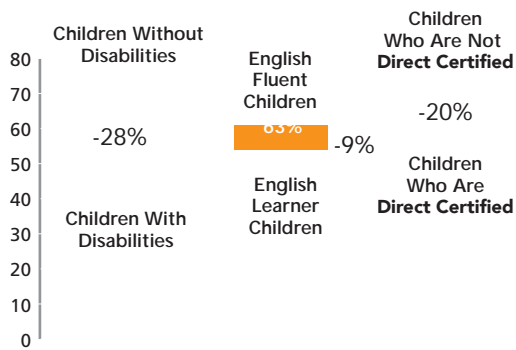 Children
Who Are Not
Direct Certified
Children Without
Disabilities
English
Fluent
Children
80
70
60
50
40
30
20
10
0
-28%
63%
-9%
-20%
Children With
Disabilities
English
Learner
Children
Children
Who Are
Direct Certified